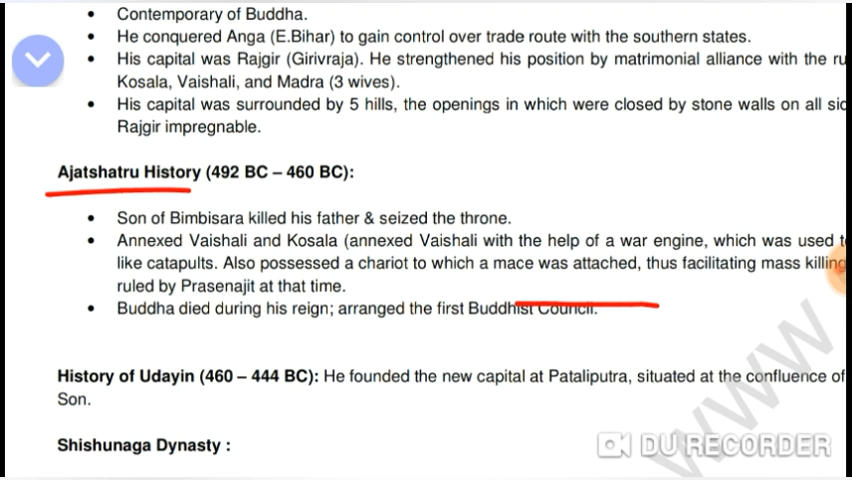 • Contemporary of Buddha.
• He conquered Anga (E.Bihar) to gain control over trade route with the southern states.
• His capital was Rajgir (Girivraja). He strengthened his position by matrimonial alliance with the ru
Kosala, Vaishali, and Madra (3 wives).
• His capital was surrounded by 5 hills, the openings in which were closed by stone walls on all sid
Rajgir impregnable.
Ajatshatru History (492 BC – 460 BC):
• Son of Bimbisara killed his father & seized the throne.
• Annexed Vaishali and Kosala (annexed Vaishali with the help of a war engine, which was used t
like catapults. Also possessed a chariot to which a mace was attached, thus facilitating mass killing
ruled by Prasenajit at that time.
• Buddha died during his reign; arranged the first Buddhist Council.
History of Udayin (460 – 444 BC): He founded the new capital at Pataliputra, situated at the confluence of
Son.
Shishunaga Dynasty :
DU RECORDER
www